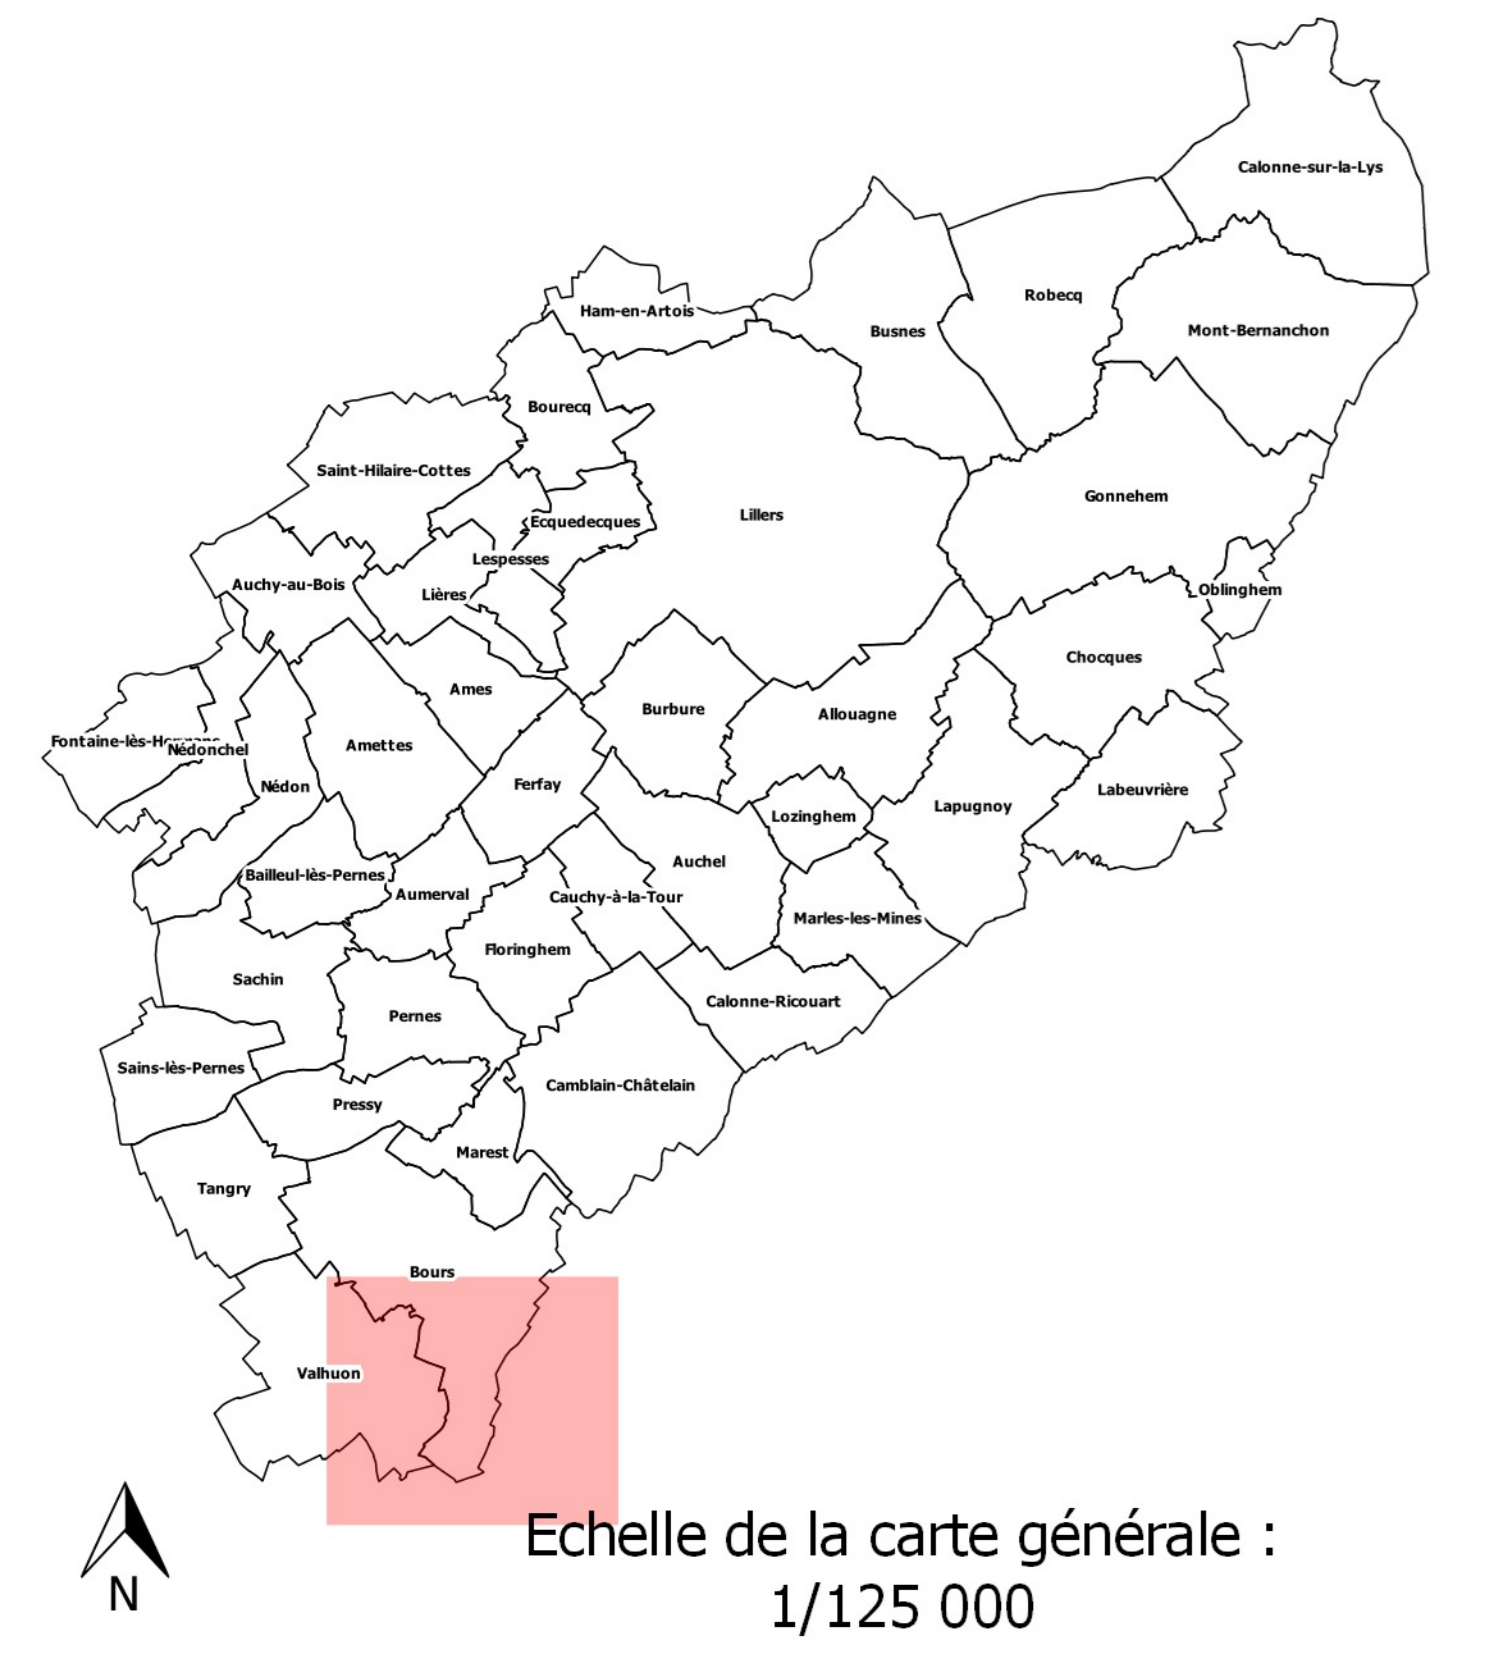 Calonne-sur-la-Lys
Robecq
Ham-en-Artois
Busnes
Mont-Bernanchon
Bourecq
Saint-Hilaire-Cottes
Gonnehem
Lillers
Ecquedecques
Lespesses
Auchy-au-Bois
Oblinghem
Lières
Chocques
Ames
Burbure
Allouagne
Fontaine-lès-Hermans
Nédonchel
Amettes
Ferfay
Nédon
Labeuvrière
Lapugnoy
Lozinghem
Auchel
Bailleul-lès-Pernes
Aumerval
Cauchy-à-la-Tour
Marles-les-Mines
Floringhem
Sachin
Calonne-Ricouart
Pernes
Sains-lès-Pernes
Camblain-Châtelain
Pressy
Marest
Tangry
Bours
Valhuon
Echelle de la carte générale :
1/125 000
N